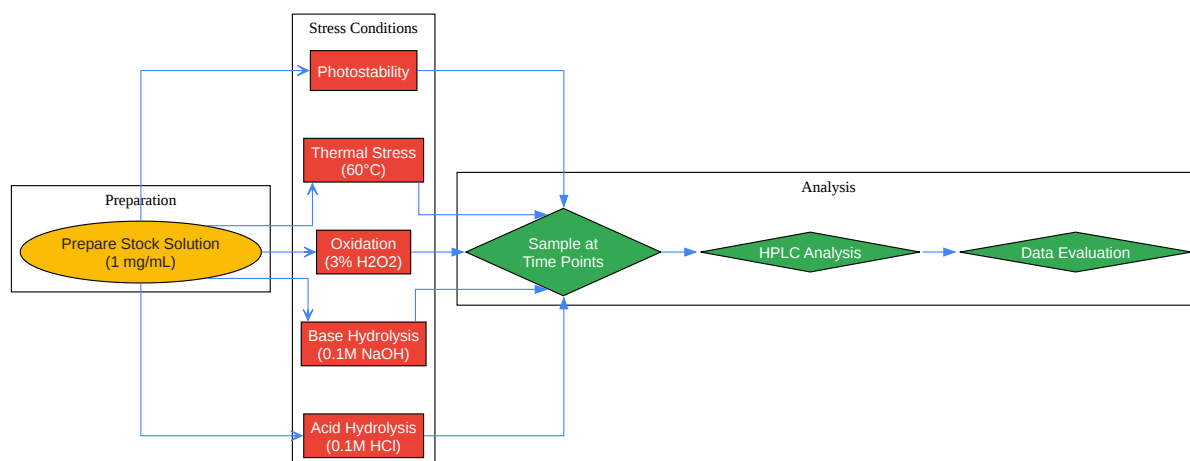 Stress Conditions
Photostability
Thermal Stress
(60°C)
Preparation
Analysis
Prepare Stock Solution
(1 mg/mL)
Oxidation
(3% H2O2)
Sample at
Time Points
HPLC Analysis
Data Evaluation
Base Hydrolysis
(0.1M NaOH)
Acid Hydrolysis
(0.1M HCl)